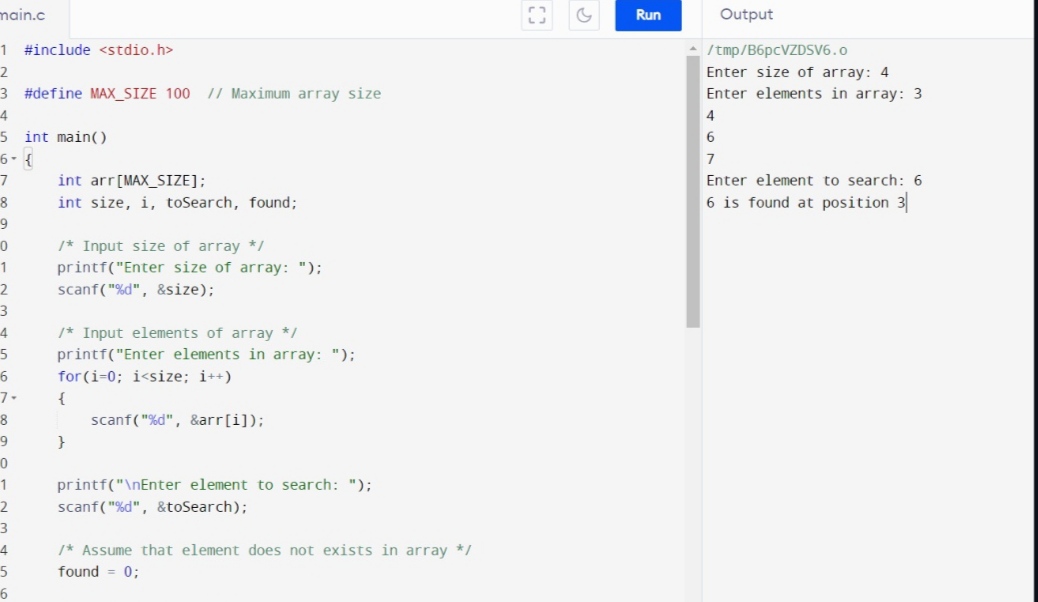 main.c
Run
Output
1 #include <stdio.h>
2
3 #define MAX_SIZE 100  // Maximum array size
4
5 int main()
6 {
7     int arr[MAX_SIZE];
8     int size, i, toSearch, found;
9
0     /* Input size of array */
1     printf("Enter size of array: ");
2     scanf("%d", &size);
3
4     /* Input elements of array */
5     printf("Enter elements in array: ");
6     for(i=0; i<size; i++)
7     {
8         scanf("%d", &arr[i]);
9     }
0
1     printf("\nEnter element to search: ");
2     scanf("%d", &toSearch);
3
4     /* Assume that element does not exists in array */
5     found = 0;
6
/tmp/B6pcVZDSV6.o
Enter size of array: 4
Enter elements in array: 3
4
6
7
Enter element to search: 6
6 is found at position 3